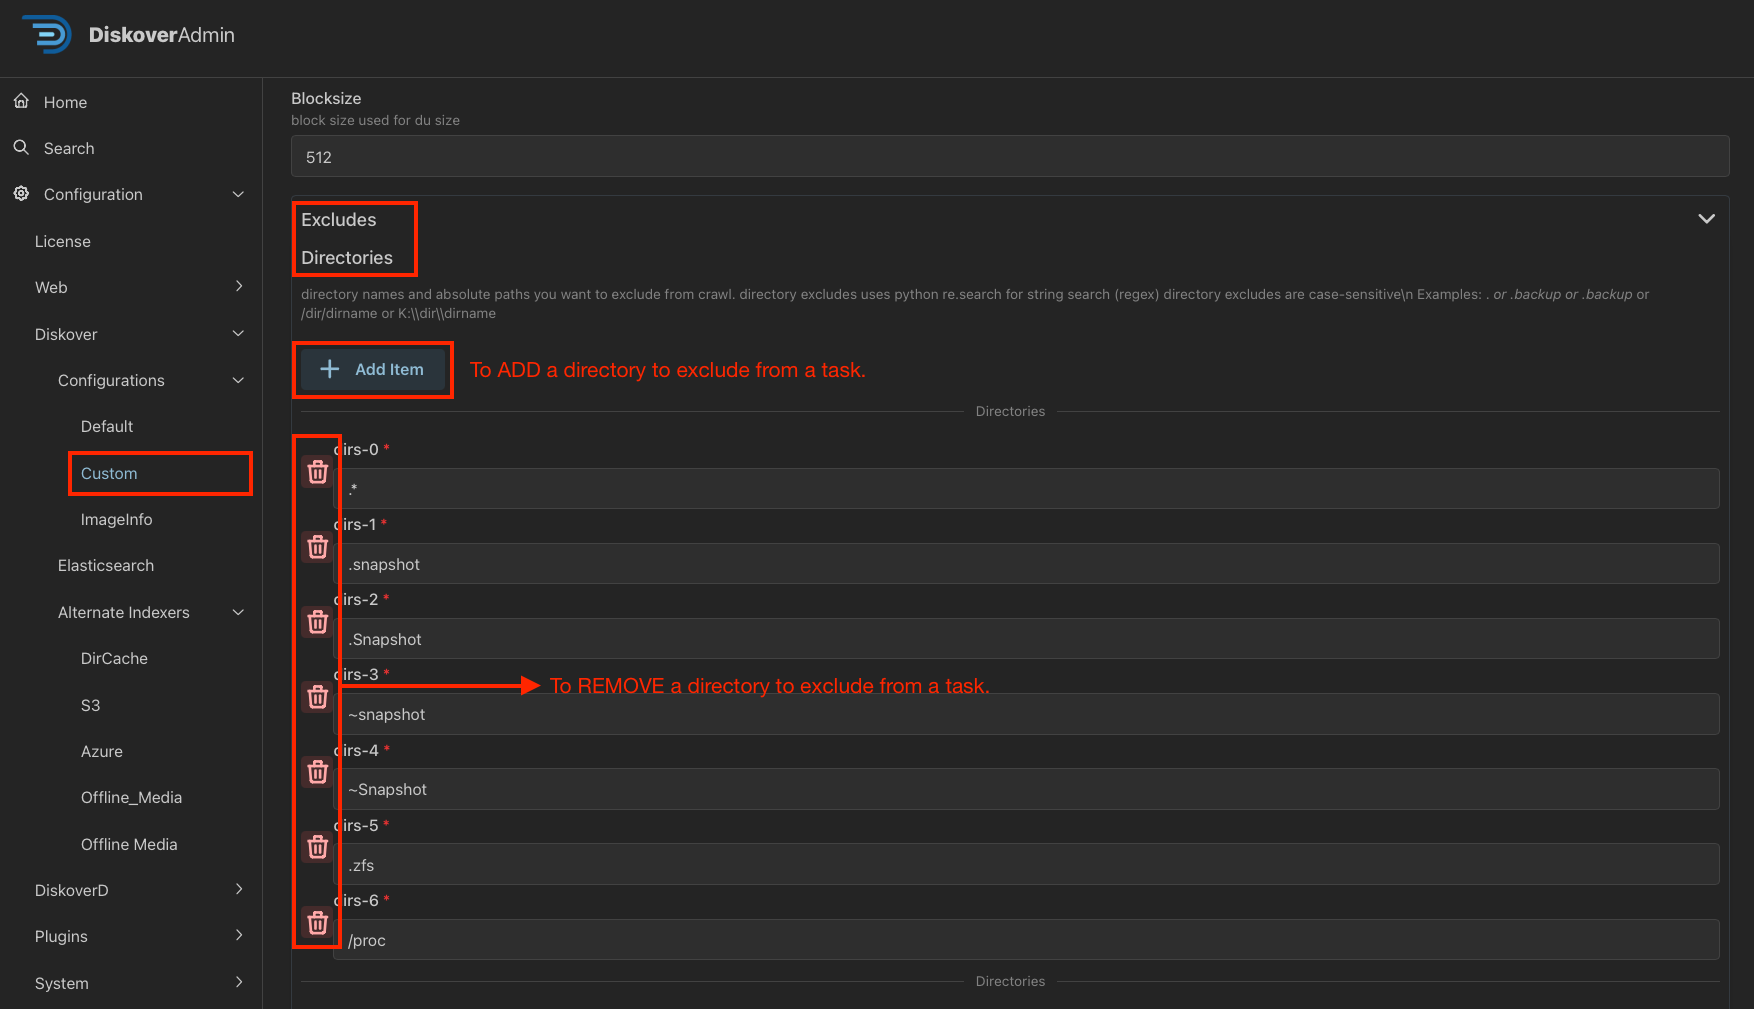 DiskoverAdmin
Home
Search
Configuration
License
Web
Diskover
Configurations
Default
Custom
ImageInfo
Elasticsearch
Alternate Indexers
DirCache
S3
Azure
Offline_Media
Offline Media
DiskoverD
Plugins
System
Blocksize
block size used for du size
512
Excludes
Directories
directory names and absolute paths you want to exclude from crawl. directory excludes uses python re.search for string search (regex) directory excludes are case-sensitive\n Examples: . or .backup or .backup or
/dir/dirname or K:\\dir\\dirname
Add Item
To ADD a directory to exclude from a task.
Directories
dirs-0 *
.*
dirs-1 *
.snapshot
dirs-2 *
.Snapshot
dirs-3 *
To REMOVE a directory to exclude from a task.
~snapshot
dirs-4 *
~Snapshot
dirs-5 *
.zfs
dirs-6 *
/proc
Directories